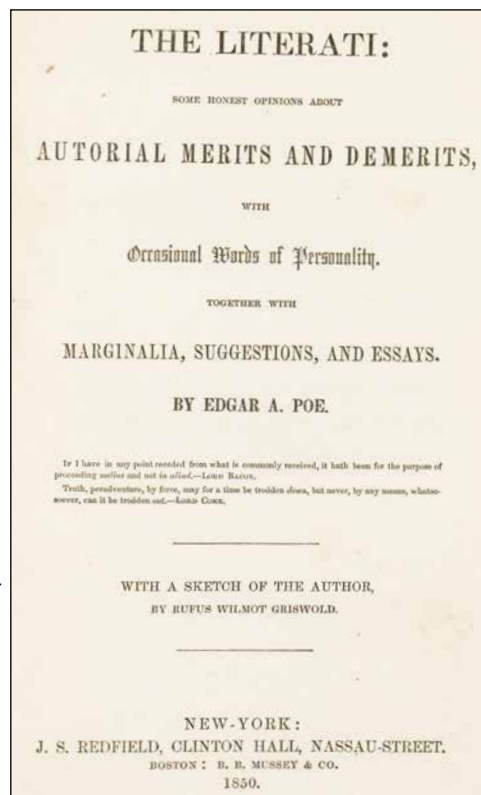 THE LITERATI:
SOME HONEST OPINIONS ABOUT
AUTORIAL MERITS AND DEMERITS,
WITH
Occasional Words of Personality.
TOGETHER WITH
MARGINALIA, SUGGESTIONS, AND ESSAYS.
BY EDGAR A. POE.
If I have in any point receded from what is commonly received, it hath been for the purpose of
proceeding melius and not in aliud.—Lord Bacon.
Truth, peradventure, by force, may for a time be trodden down, but never, by any means, whatso-
soever, can it be trodden out.—Lord Coke.
WITH A SKETCH OF THE AUTHOR,
BY RUFUS WILMOT GRISWOLD.
NEW-YORK:
J. S. REDFIELD, CLINTON HALL, NASSAU-STREET.
BOSTON: B. B. MUSSEY & CO.
1850.